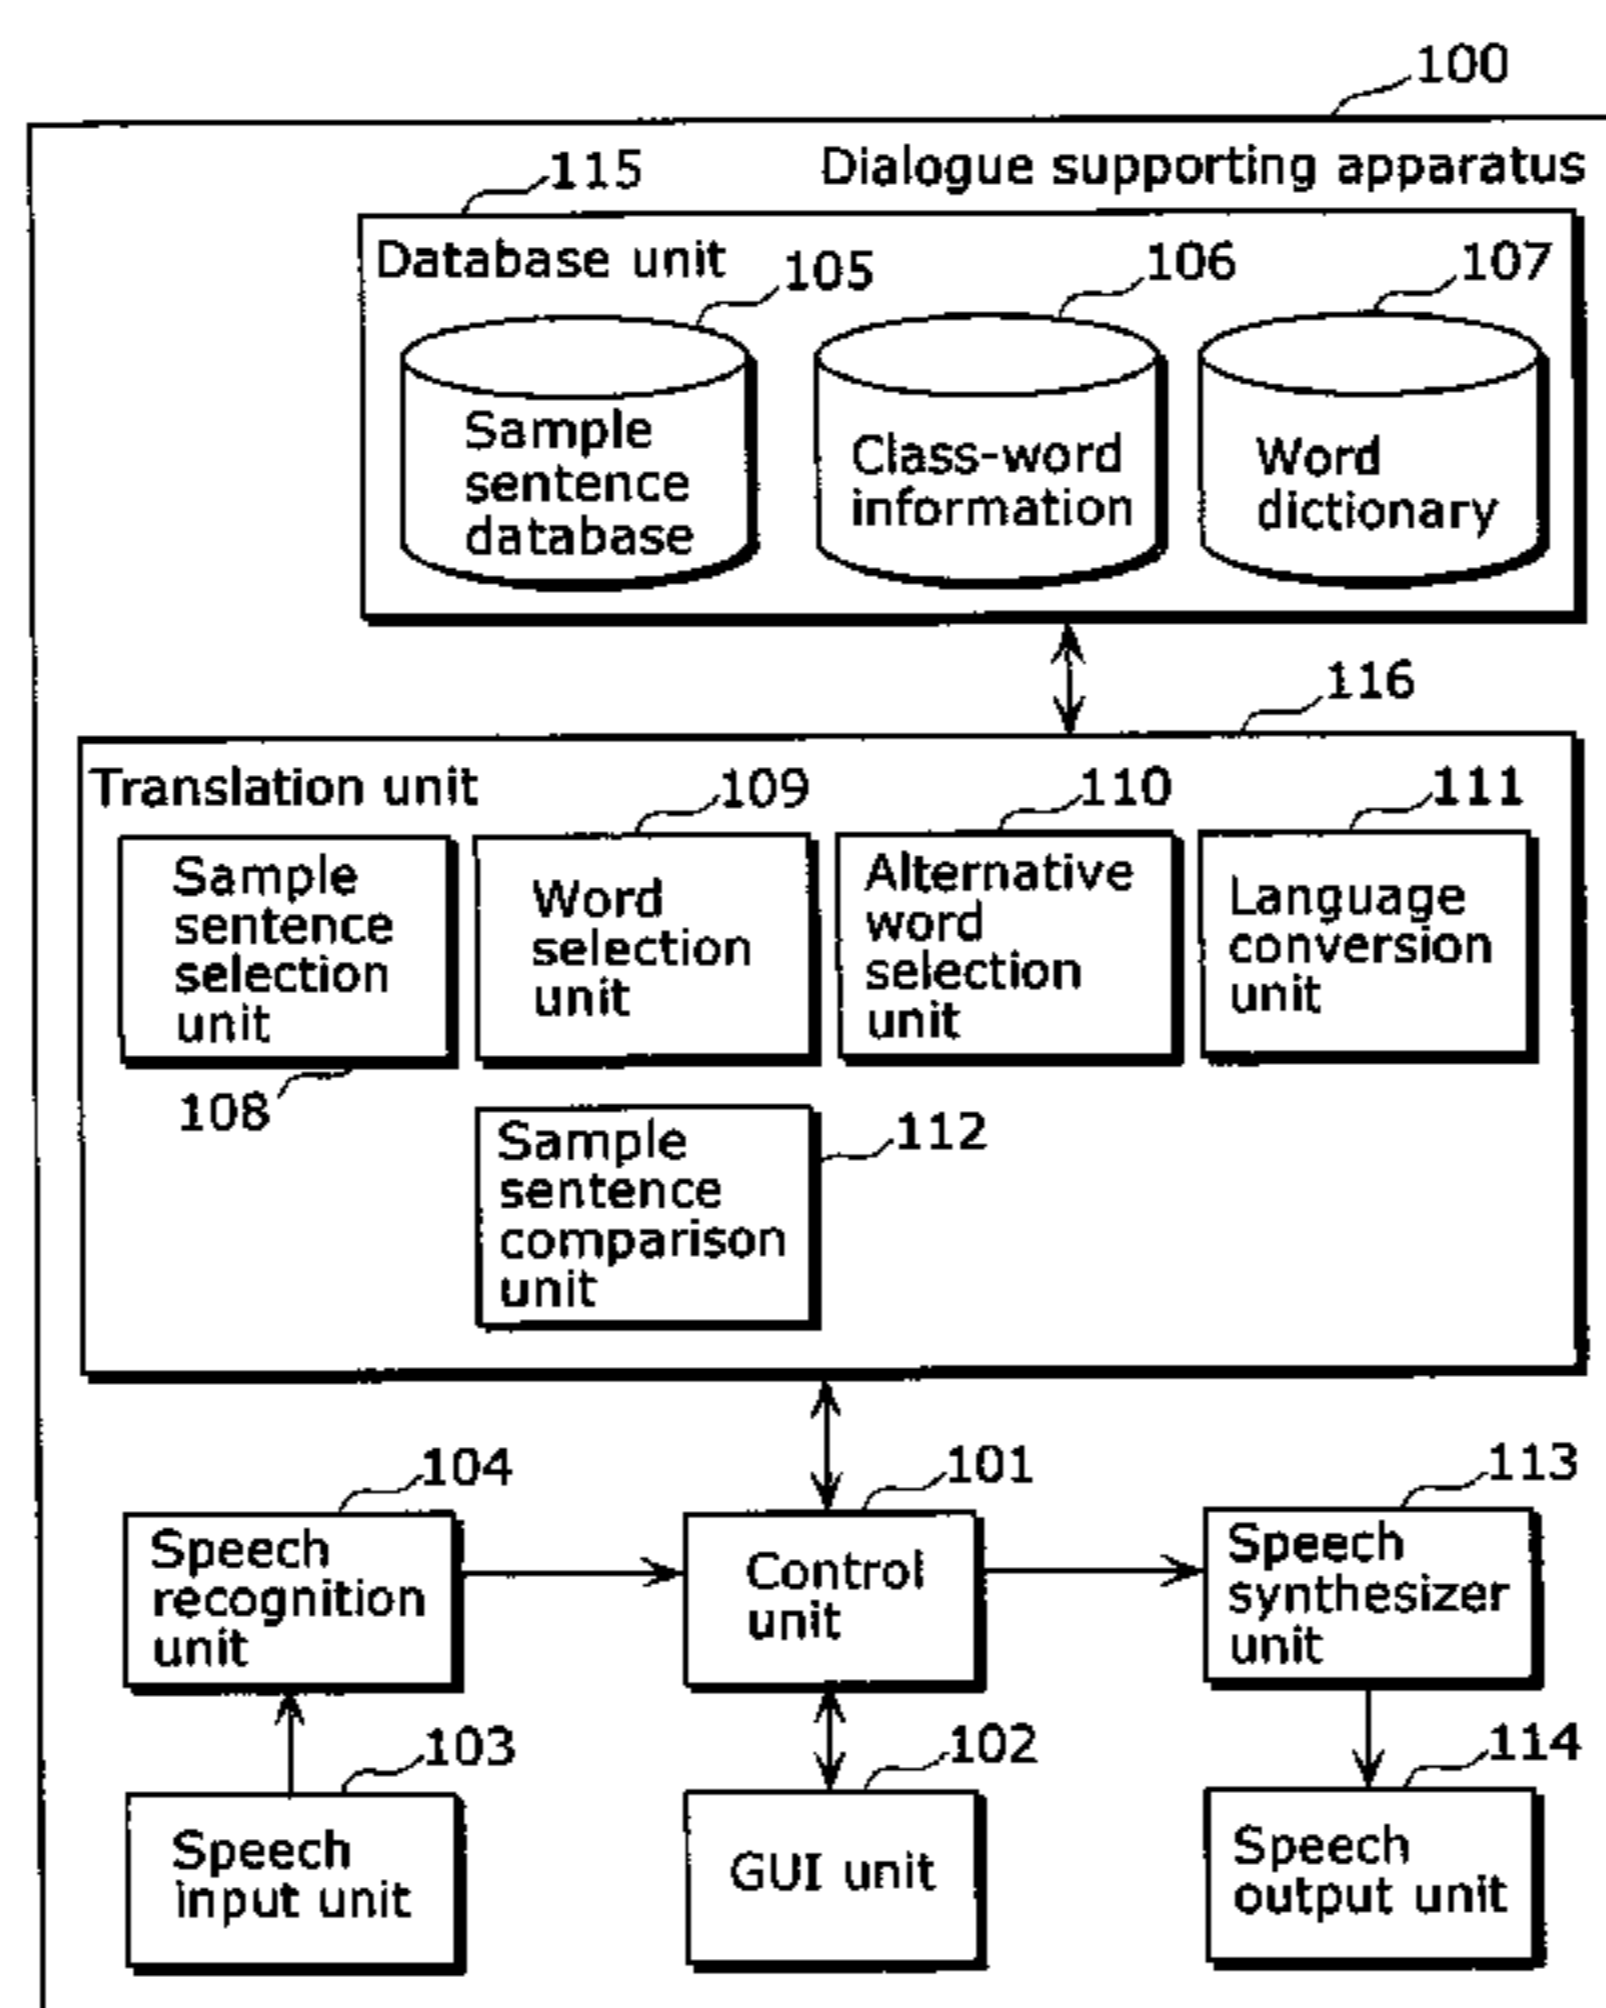 100
Dialogue supporting apparatus
115
Database unit
105
106
107
Sample
sentence
database
Class-word
information
Word
dictionary
116
Translation unit
109
110
111
Sample
sentence
selection
unit
108
Word
selection
unit
Alternative
word
selection
unit
Language
conversion
unit
Sample
sentence
comparison
unit
112
104
101
113
Speech
recognition
unit
Control
unit
Speech
synthesizer
unit
103
102
114
Speech
input unit
GUI unit
Speech
output unit